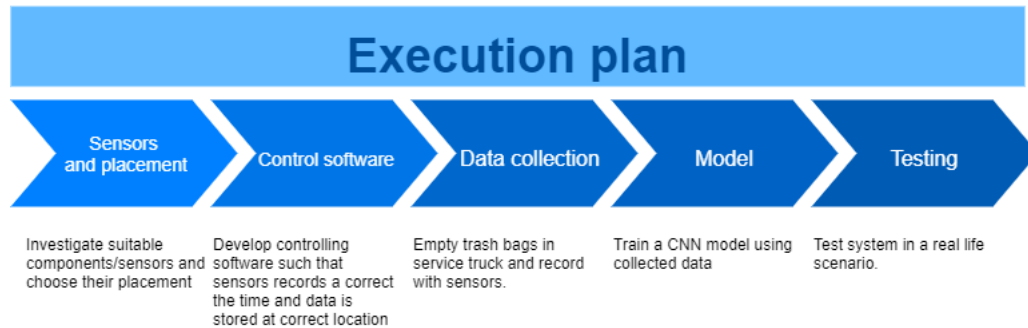 Execution plan
Sensors
and placement
Control software
Data collection
Model
Testing
Investigate suitable
components/sensors and
choose their placement
Develop controlling
software such that
sensors records a correct
the time and data is
stored at correct location
Empty trash bags in
service truck and record
with sensors.
Train a CNN model using
collected data
Test system in a real life
scenario.